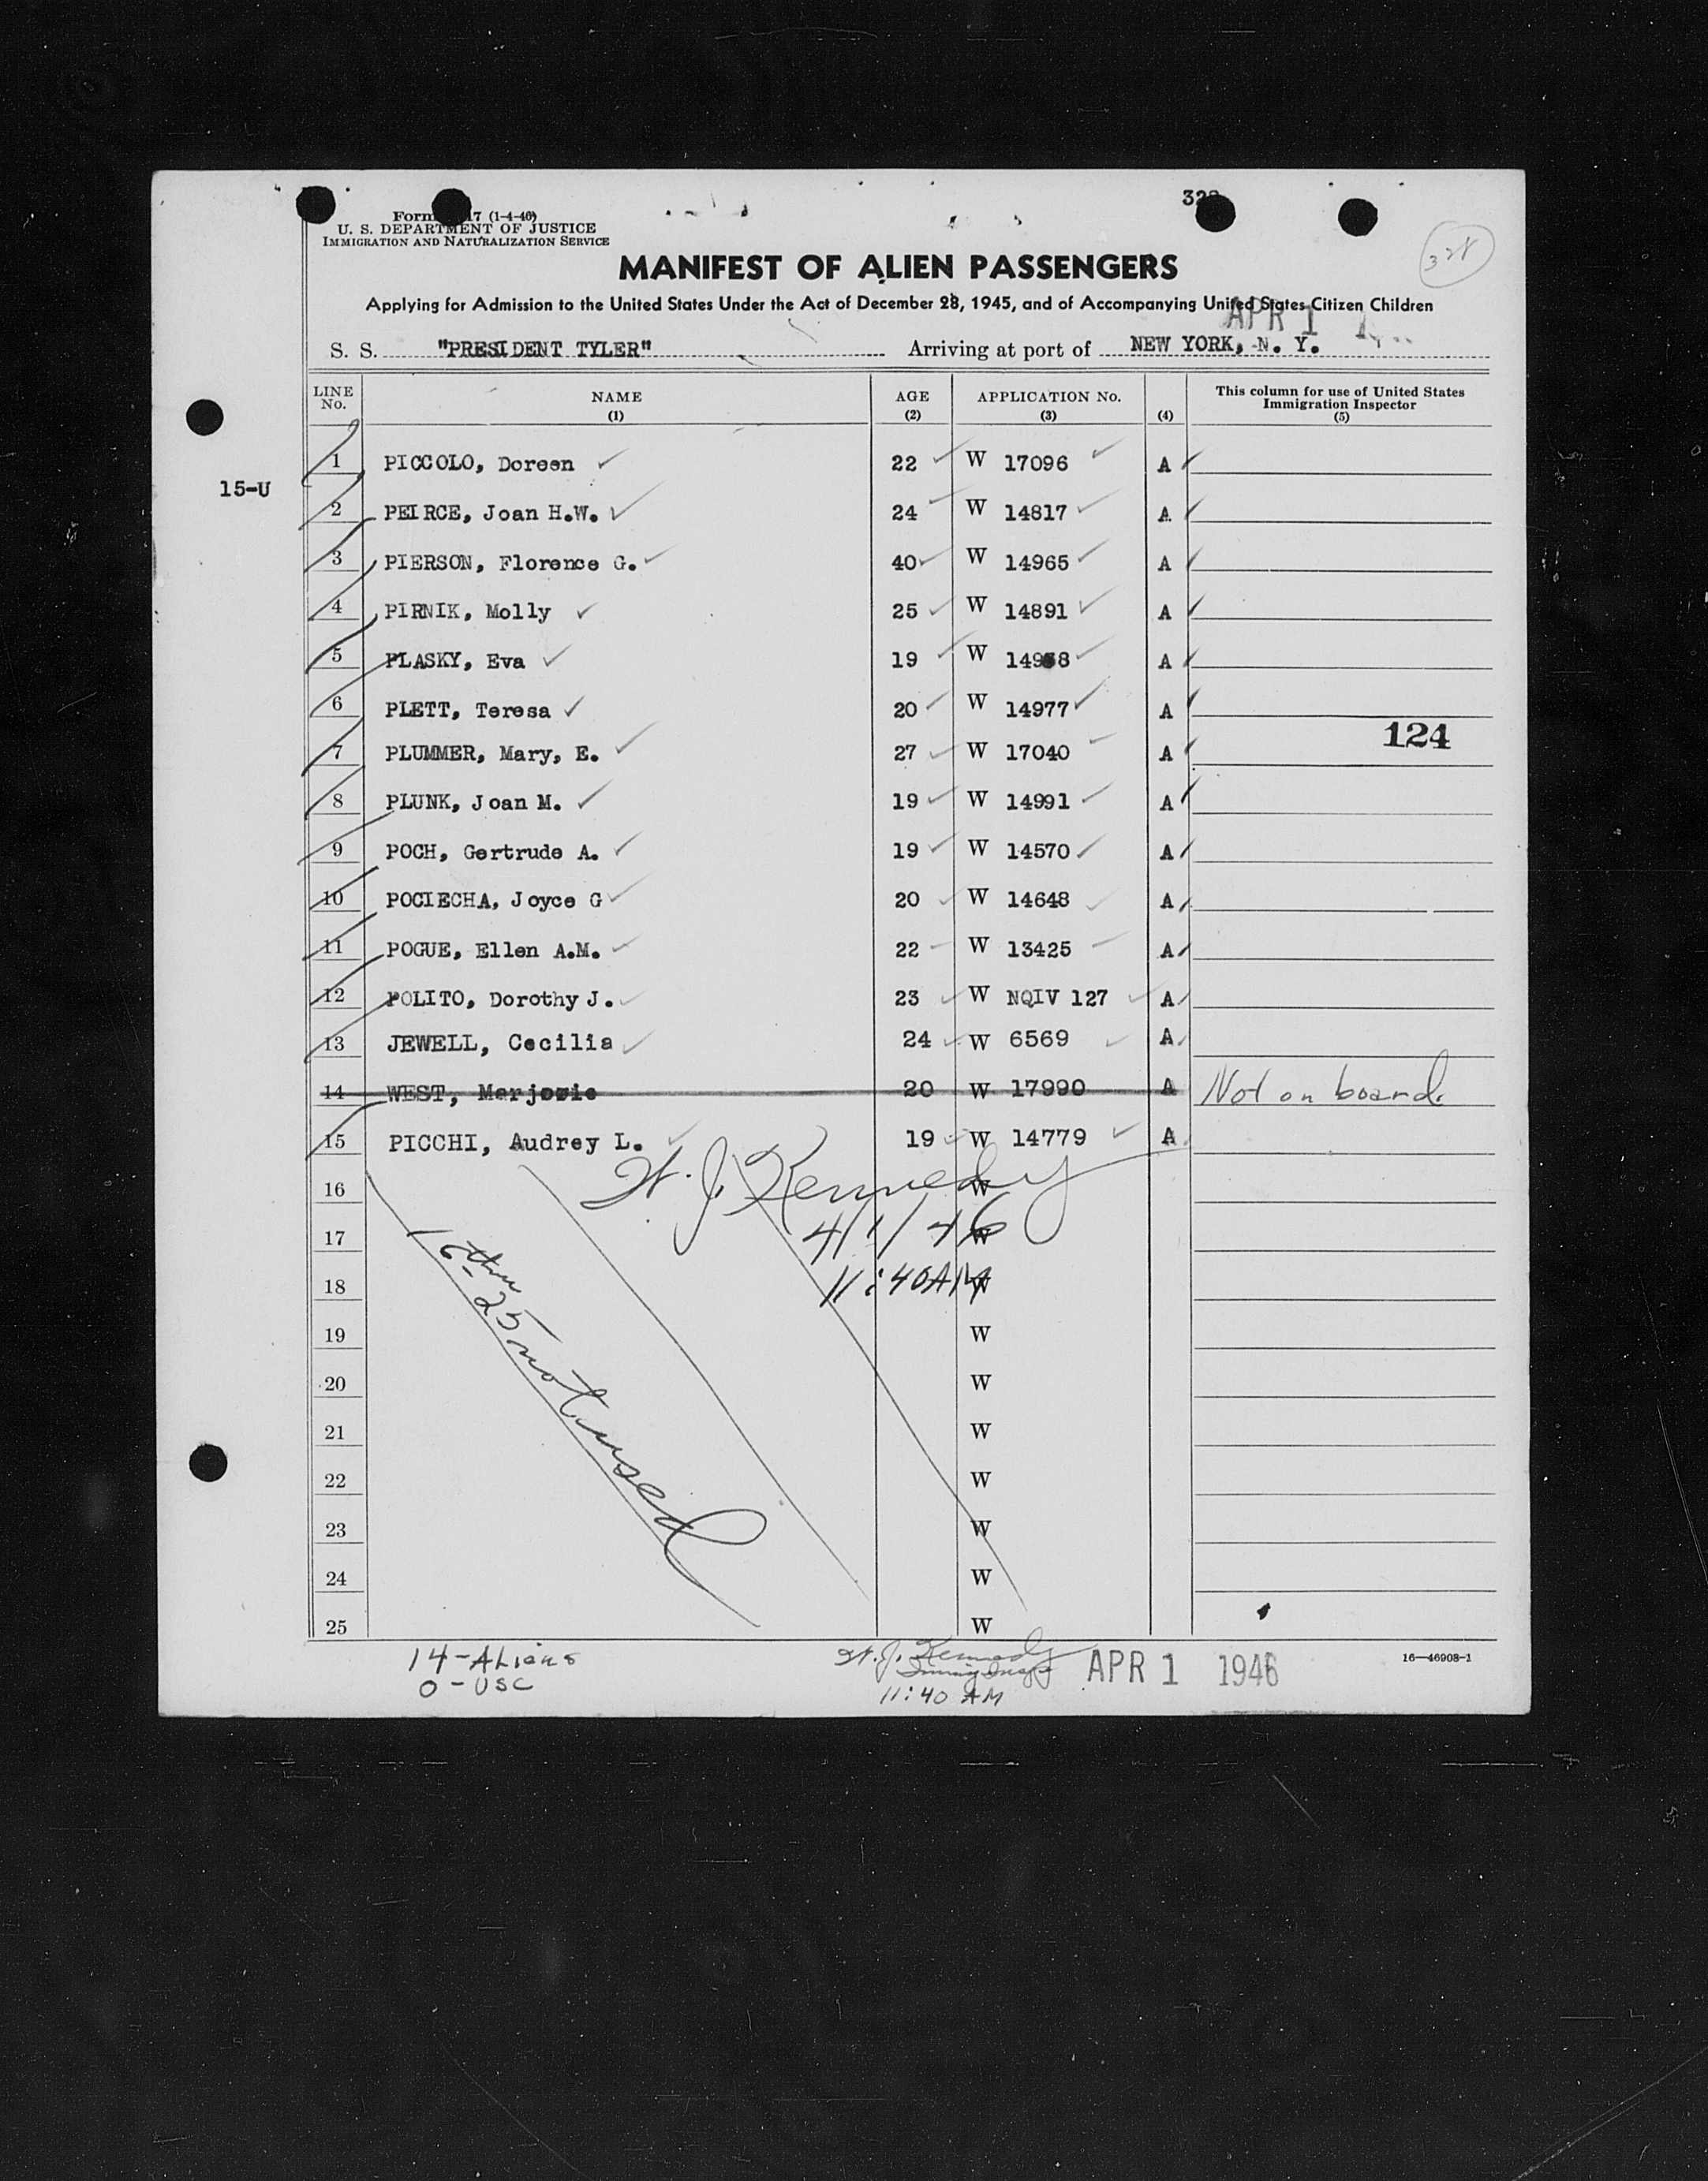 32
Form 7 (1-4-46)
U. S. DEPARTMENT OF JUSTICE
IMMIGRATION AND NATURALIZATION SERVICE
328
MANIFEST OF ALIEN PASSENGERS
Applying for Admission to the United States Under the Act of December 28, 1945, and of Accompanying United States Citizen Children
APR 1
S. S. "PRESIDENT TYLER" Arriving at port of NEW YORK, N. Y.
LINE No. NAME (1) AGE (2) APPLICATION No. (3) (4) This column for use of United States Immigration Inspector (5)
1 PICCOLO, Doreen 22 W 17096 A
15-U
2 PEIRCE, Joan H.W. 24 W 14817 A
3 PIERSON, Florence G. 40 W 14965 A
4 PIRNIK, Molly 25 W 14891 A
5 PLASKY, Eva 19 W A
6 PLETT, Teresa 20 W 14977 A
124
7 PLUMMER, Mary, E. 27 W 17040 A
8 PLUNK, Joan M. 19 W 14991 A
9 POCH, Gertrude A. 19 W 14570 A
10 POCIECHA, Joyce G 20 W 14648 A
11 POGUE, Ellen A.M. 22 W 13425 A
12 POLITO, Dorothy J. 23 W NQIV 127 A
13 JEWELL, Cecilia 24 W 6569 A
14 WEST, Marjorie 20 W 17990 A Not on board.
15 PICCHI, Audrey L. 19 W 14779 A
H. J. Kennedy
16 W
4/1/46
17 W
11:40AM
18 W
16 thru 25 not used
19 W
20 W
21 W
22 W
23 W
24 W
25 W
14-Aliens
0-USC
H. J. Kennedy
Immig Insp
11:40 AM
APR 1 1946
16—46908-1